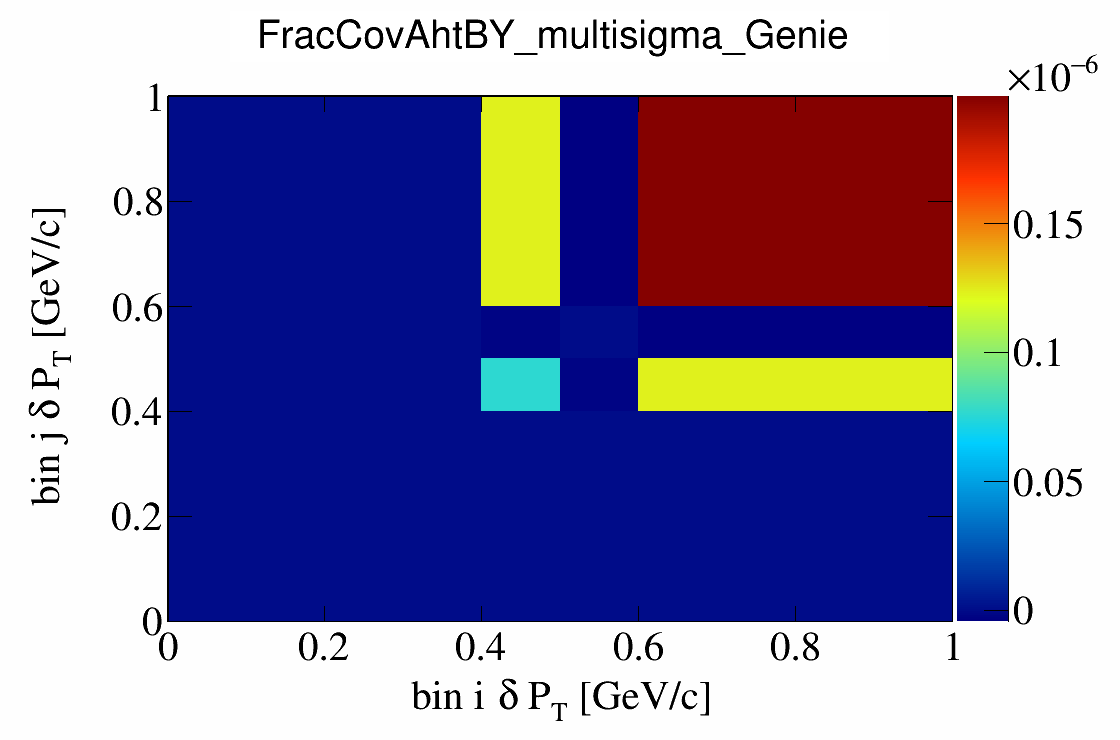 FracCovAhtBY_multisigma_Genie
×10⁻⁶
1
0.8
0.6
0.4
0.2
0
0 0.2 0.4 0.6 0.8 1
bin j δ P_T [GeV/c]
bin i δ P_T [GeV/c]
0.15
0.1
0.05
0